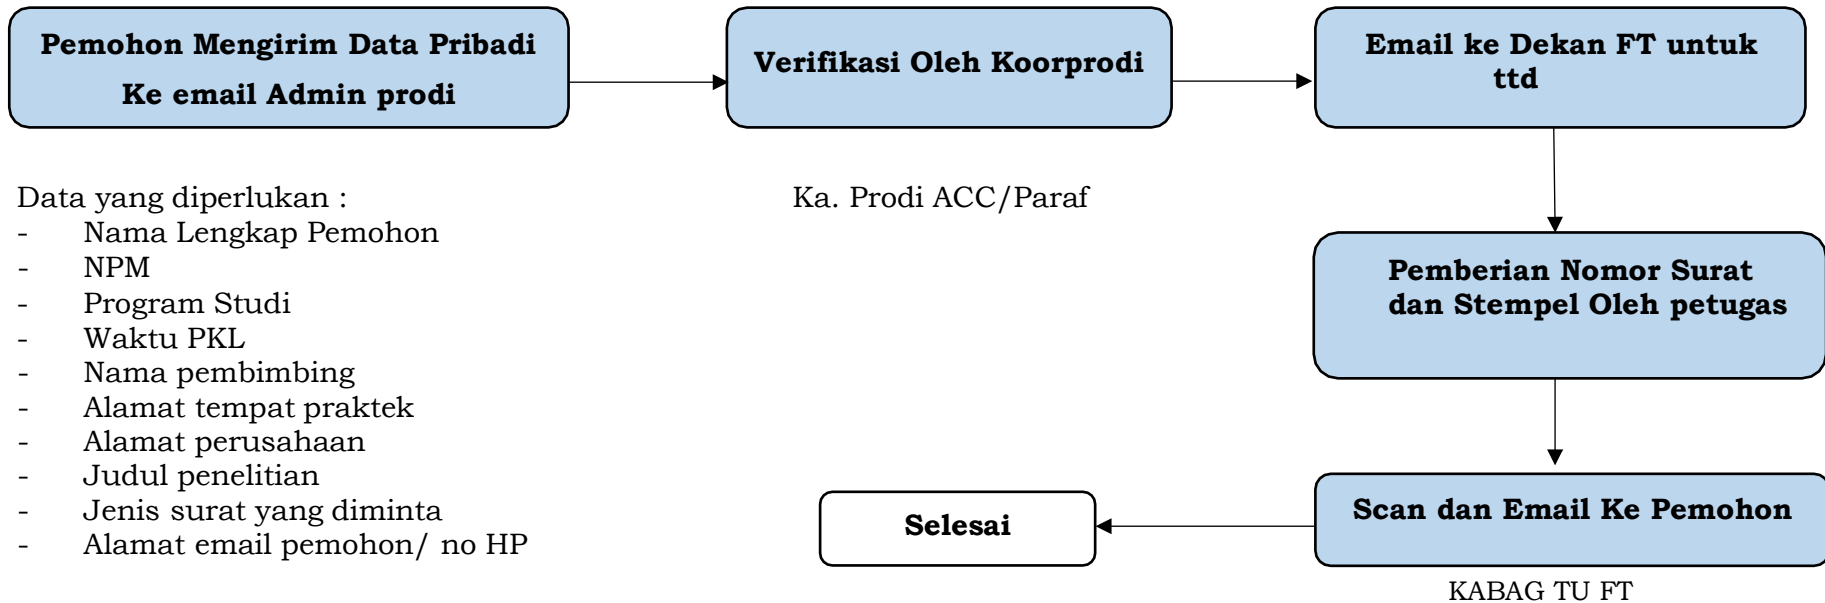 Pemohon Mengirim Data Pribadi
Ke email Admin prodi
Verifikasi Oleh Koorprodi
Email ke Dekan FT untuk
ttd
Data yang diperlukan :
- Nama Lengkap Pemohon
- NPM
- Program Studi
- Waktu PKL
- Nama pembimbing
- Alamat tempat praktek
- Alamat perusahaan
- Judul penelitian
- Jenis surat yang diminta
- Alamat email pemohon/ no HP
Ka. Prodi ACC/Paraf
Pemberian Nomor Surat
dan Stempel Oleh petugas
Scan dan Email Ke Pemohon
Selesai
KABAG TU FT